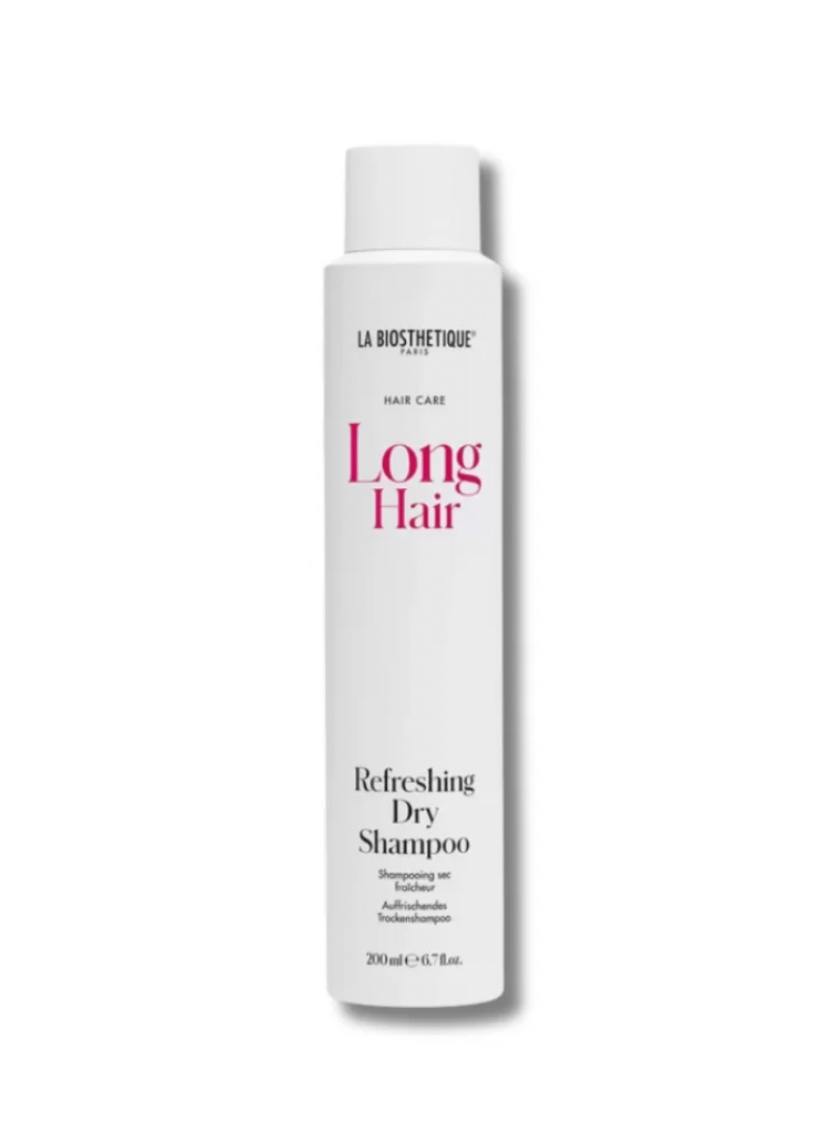 LA BIOSTHETIQUE®
PARIS
HAIR CARE
Long
Hair
Refreshing
Dry
Shampoo
Shampooing sec
fraîcheur
Auffrischendes
Trockenshampoo
200 ml ℮ 6.7 fl.oz.